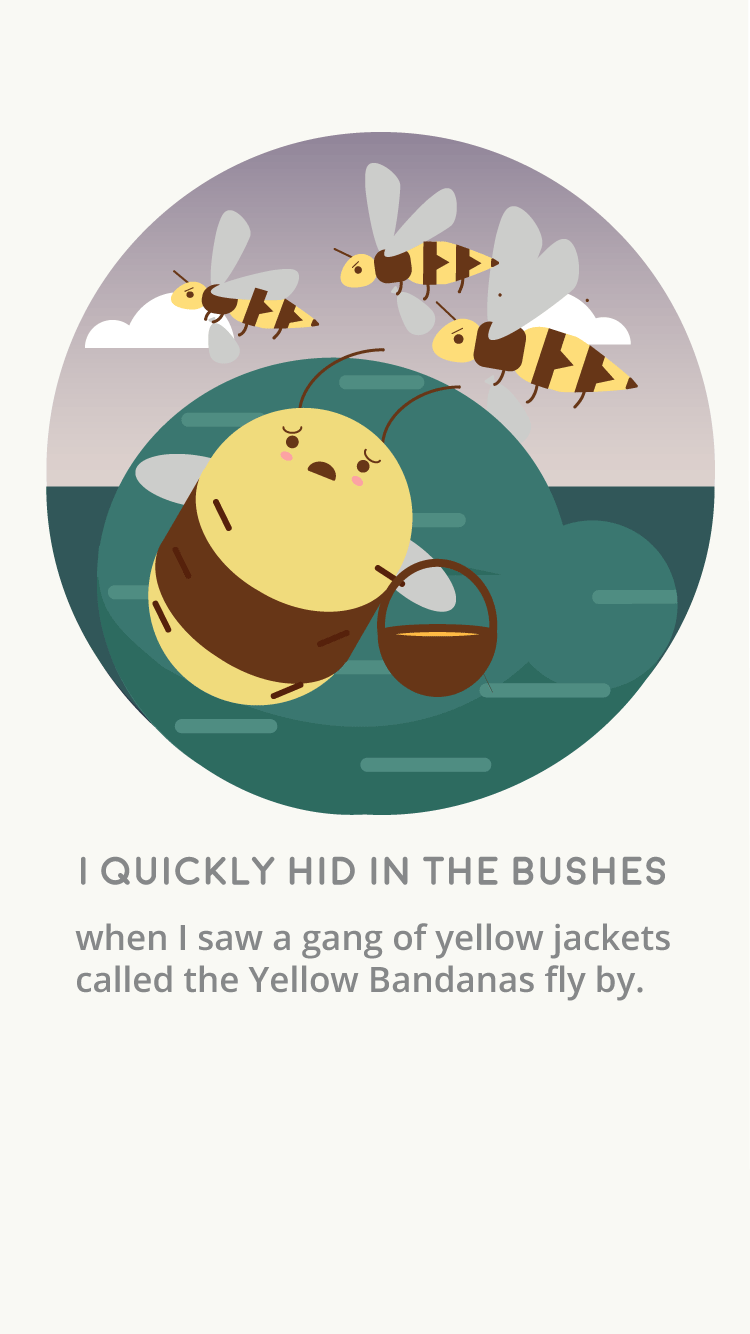 I QUICKLY HID IN THE BUSHES
when I saw a gang of yellow jackets
called the Yellow Bandanas fly by.